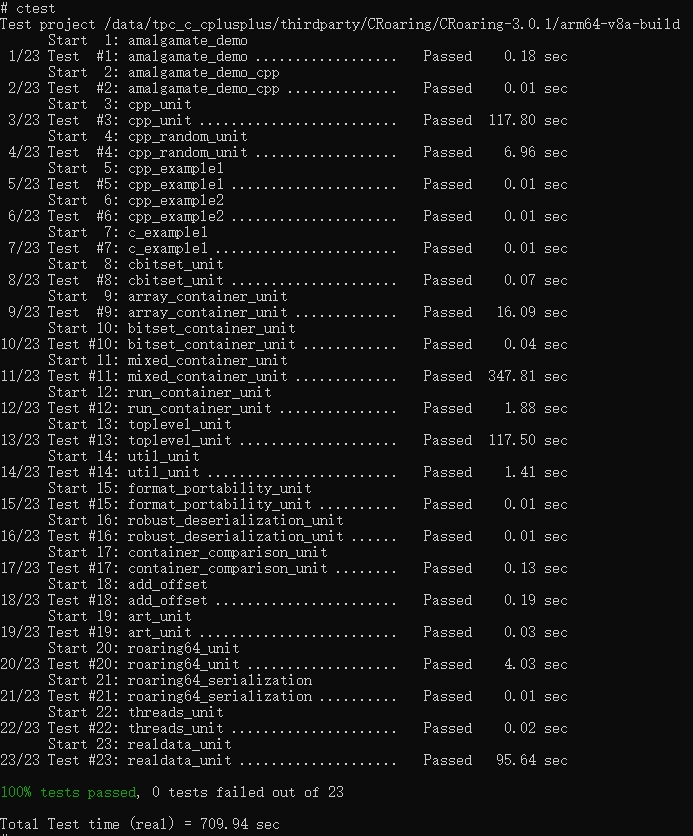 # ctest
Test project /data/tpc_c_cplusplus/thirdparty/CRoaring/CRoaring-3.0.1/arm64-v8a-build
      Start  1: amalgamate_demo
 1/23 Test  #1: amalgamate_demo ..................   Passed    0.18 sec
      Start  2: amalgamate_demo_cpp
 2/23 Test  #2: amalgamate_demo_cpp ..............   Passed    0.01 sec
      Start  3: cpp_unit
 3/23 Test  #3: cpp_unit .........................   Passed  117.80 sec
      Start  4: cpp_random_unit
 4/23 Test  #4: cpp_random_unit ..................   Passed    6.96 sec
      Start  5: cpp_example1
 5/23 Test  #5: cpp_example1 .....................   Passed    0.01 sec
      Start  6: cpp_example2
 6/23 Test  #6: cpp_example2 .....................   Passed    0.01 sec
      Start  7: c_example1
 7/23 Test  #7: c_example1 .......................   Passed    0.01 sec
      Start  8: cbitset_unit
 8/23 Test  #8: cbitset_unit .....................   Passed    0.07 sec
      Start  9: array_container_unit
 9/23 Test  #9: array_container_unit .............   Passed   16.09 sec
      Start 10: bitset_container_unit
10/23 Test #10: bitset_container_unit ............   Passed    0.04 sec
      Start 11: mixed_container_unit
11/23 Test #11: mixed_container_unit .............   Passed  347.81 sec
      Start 12: run_container_unit
12/23 Test #12: run_container_unit ...............   Passed    1.88 sec
      Start 13: toplevel_unit
13/23 Test #13: toplevel_unit ....................   Passed  117.50 sec
      Start 14: util_unit
14/23 Test #14: util_unit ........................   Passed    1.41 sec
      Start 15: format_portability_unit
15/23 Test #15: format_portability_unit ..........   Passed    0.01 sec
      Start 16: robust_deserialization_unit
16/23 Test #16: robust_deserialization_unit ......   Passed    0.01 sec
      Start 17: container_comparison_unit
17/23 Test #17: container_comparison_unit ........   Passed    0.13 sec
      Start 18: add_offset
18/23 Test #18: add_offset .......................   Passed    0.19 sec
      Start 19: art_unit
19/23 Test #19: art_unit .........................   Passed    0.03 sec
      Start 20: roaring64_unit
20/23 Test #20: roaring64_unit ...................   Passed    4.03 sec
      Start 21: roaring64_serialization
21/23 Test #21: roaring64_serialization ..........   Passed    0.01 sec
      Start 22: threads_unit
22/23 Test #22: threads_unit .....................   Passed    0.02 sec
      Start 23: realdata_unit
23/23 Test #23: realdata_unit ....................   Passed   95.64 sec

100% tests passed, 0 tests failed out of 23

Total Test time (real) = 709.94 sec